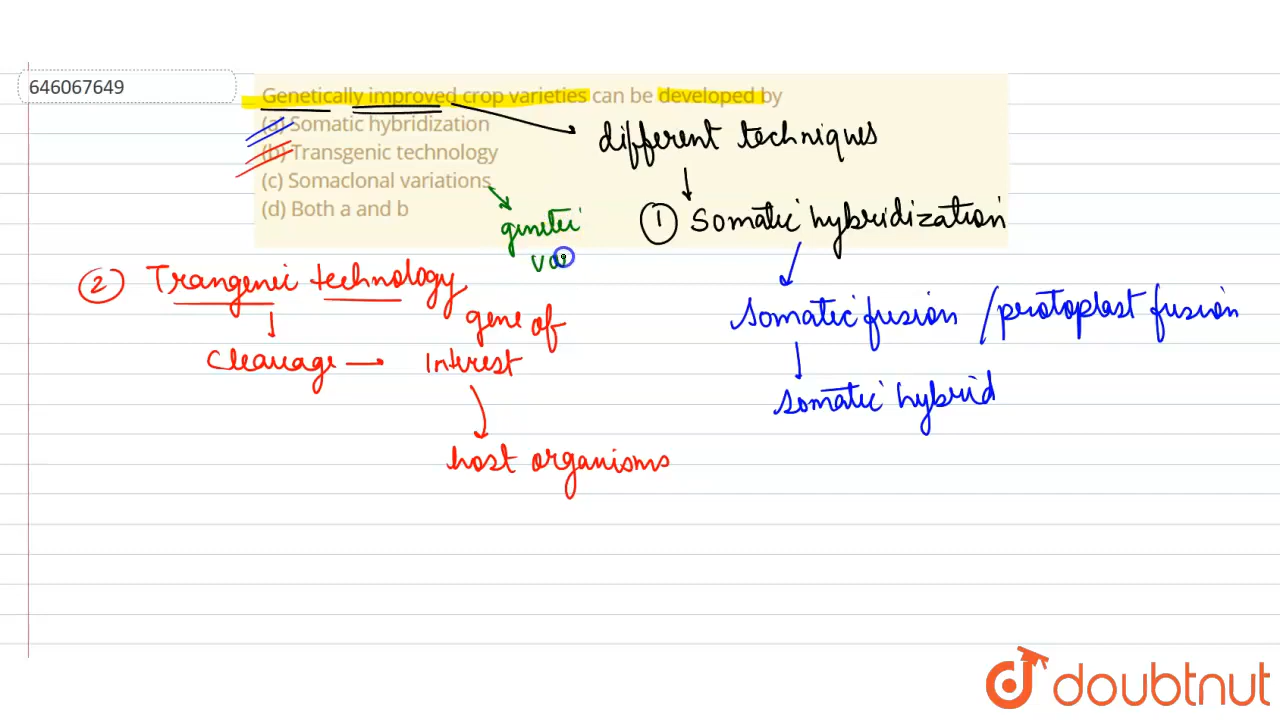 646067649
Genetically improved crop varieties can be developed by
(a) Somatic hybridization
(b) Transgenic technology
(c) Somaclonal variations
(d) Both a and b
different techniques
1 Somatic hybridization
genetic
vai
2 Trangenic technology
somatic fusion / protoplast fusion
gene of
Cleavage — interest
somatic hybrid
host organisms
doubtnut